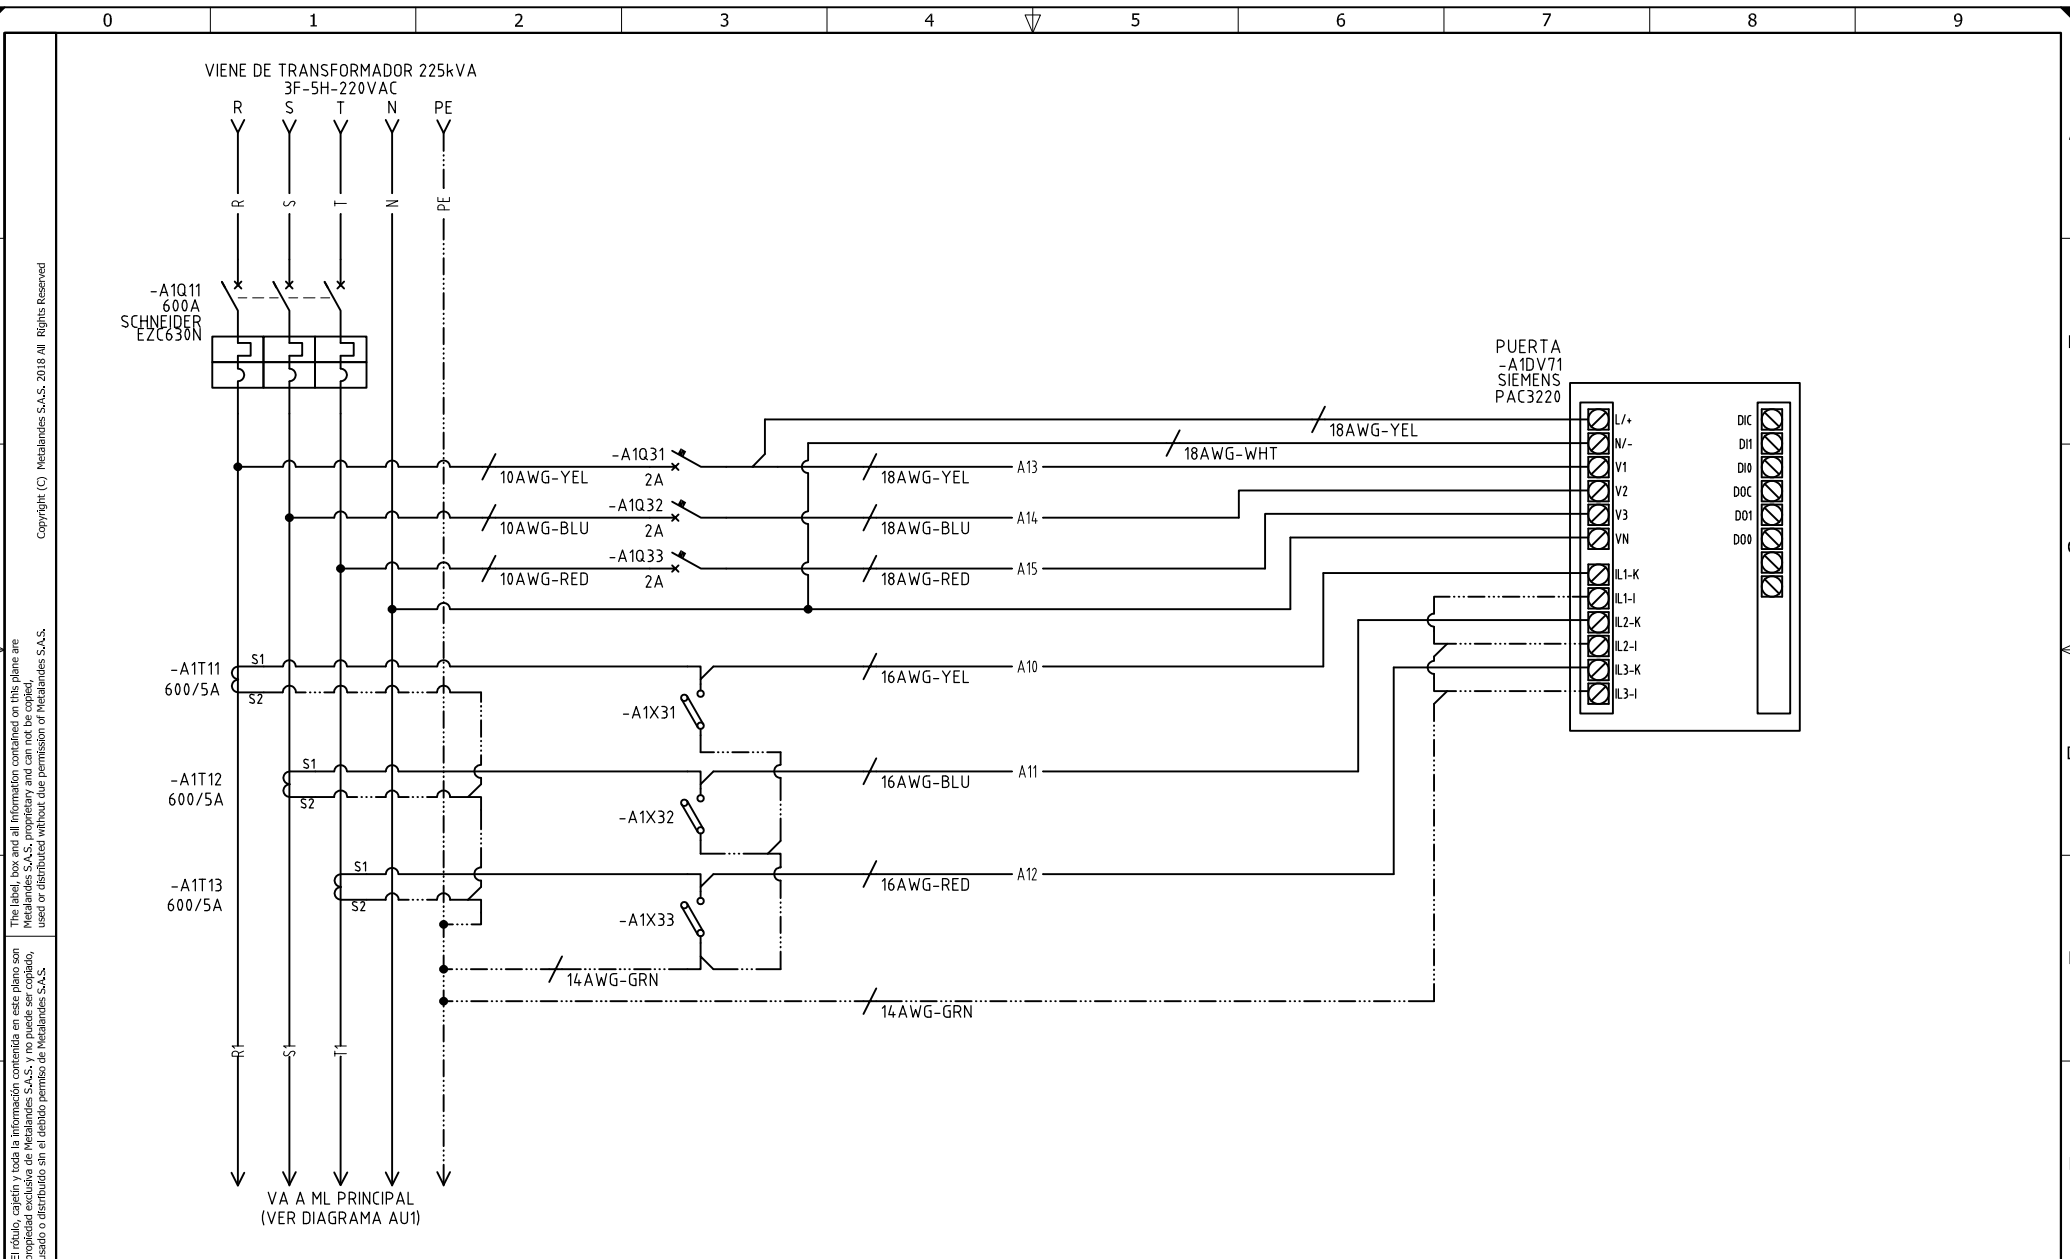 0 1 2 3 4 5 6 7 8 9
VIENE DE TRANSFORMADOR 225kVA
3F-5H-220VAC
R S T N PE
R S T N PE
-A1Q11
600A
SCHNEIDER
EZC630N
PUERTA
-A1DV71
SIEMENS
PAC3220
L/+
N/-
V1
V2
V3
VN
IL1-K
IL1-I
IL2-K
IL2-I
IL3-K
IL3-I
DIC
DI1
DI0
DOC
DO1
DO0
18AWG-YEL
18AWG-WHT
10AWG-YEL
-A1Q31
2A
18AWG-YEL
A13
10AWG-BLU
-A1Q32
2A
18AWG-BLU
A14
10AWG-RED
-A1Q33
2A
18AWG-RED
A15
-A1T11
600/5A
S1
S2
-A1X31
16AWG-YEL
A10
-A1T12
600/5A
S1
S2
-A1X32
16AWG-BLU
A11
-A1T13
600/5A
S1
S2
-A1X33
16AWG-RED
A12
14AWG-GRN
14AWG-GRN
R1 S1 T1
VA A ML PRINCIPAL
(VER DIAGRAMA AU1)
Copyright (C) Metalandes S.A.S. 2018 All Rights Reserved
The label, box and all information contained on this plane are
Metalandes S.A.S. proprietary and can not be copied,
used or distributed without due permission of Metalandes S.A.S.
El rótulo, cajetín y toda la información contenida en este plano son
propiedad exclusiva de Metalandes S.A.S. y no puede ser copiado,
usado o distribuido sin el debido permiso de Metalandes S.A.S.